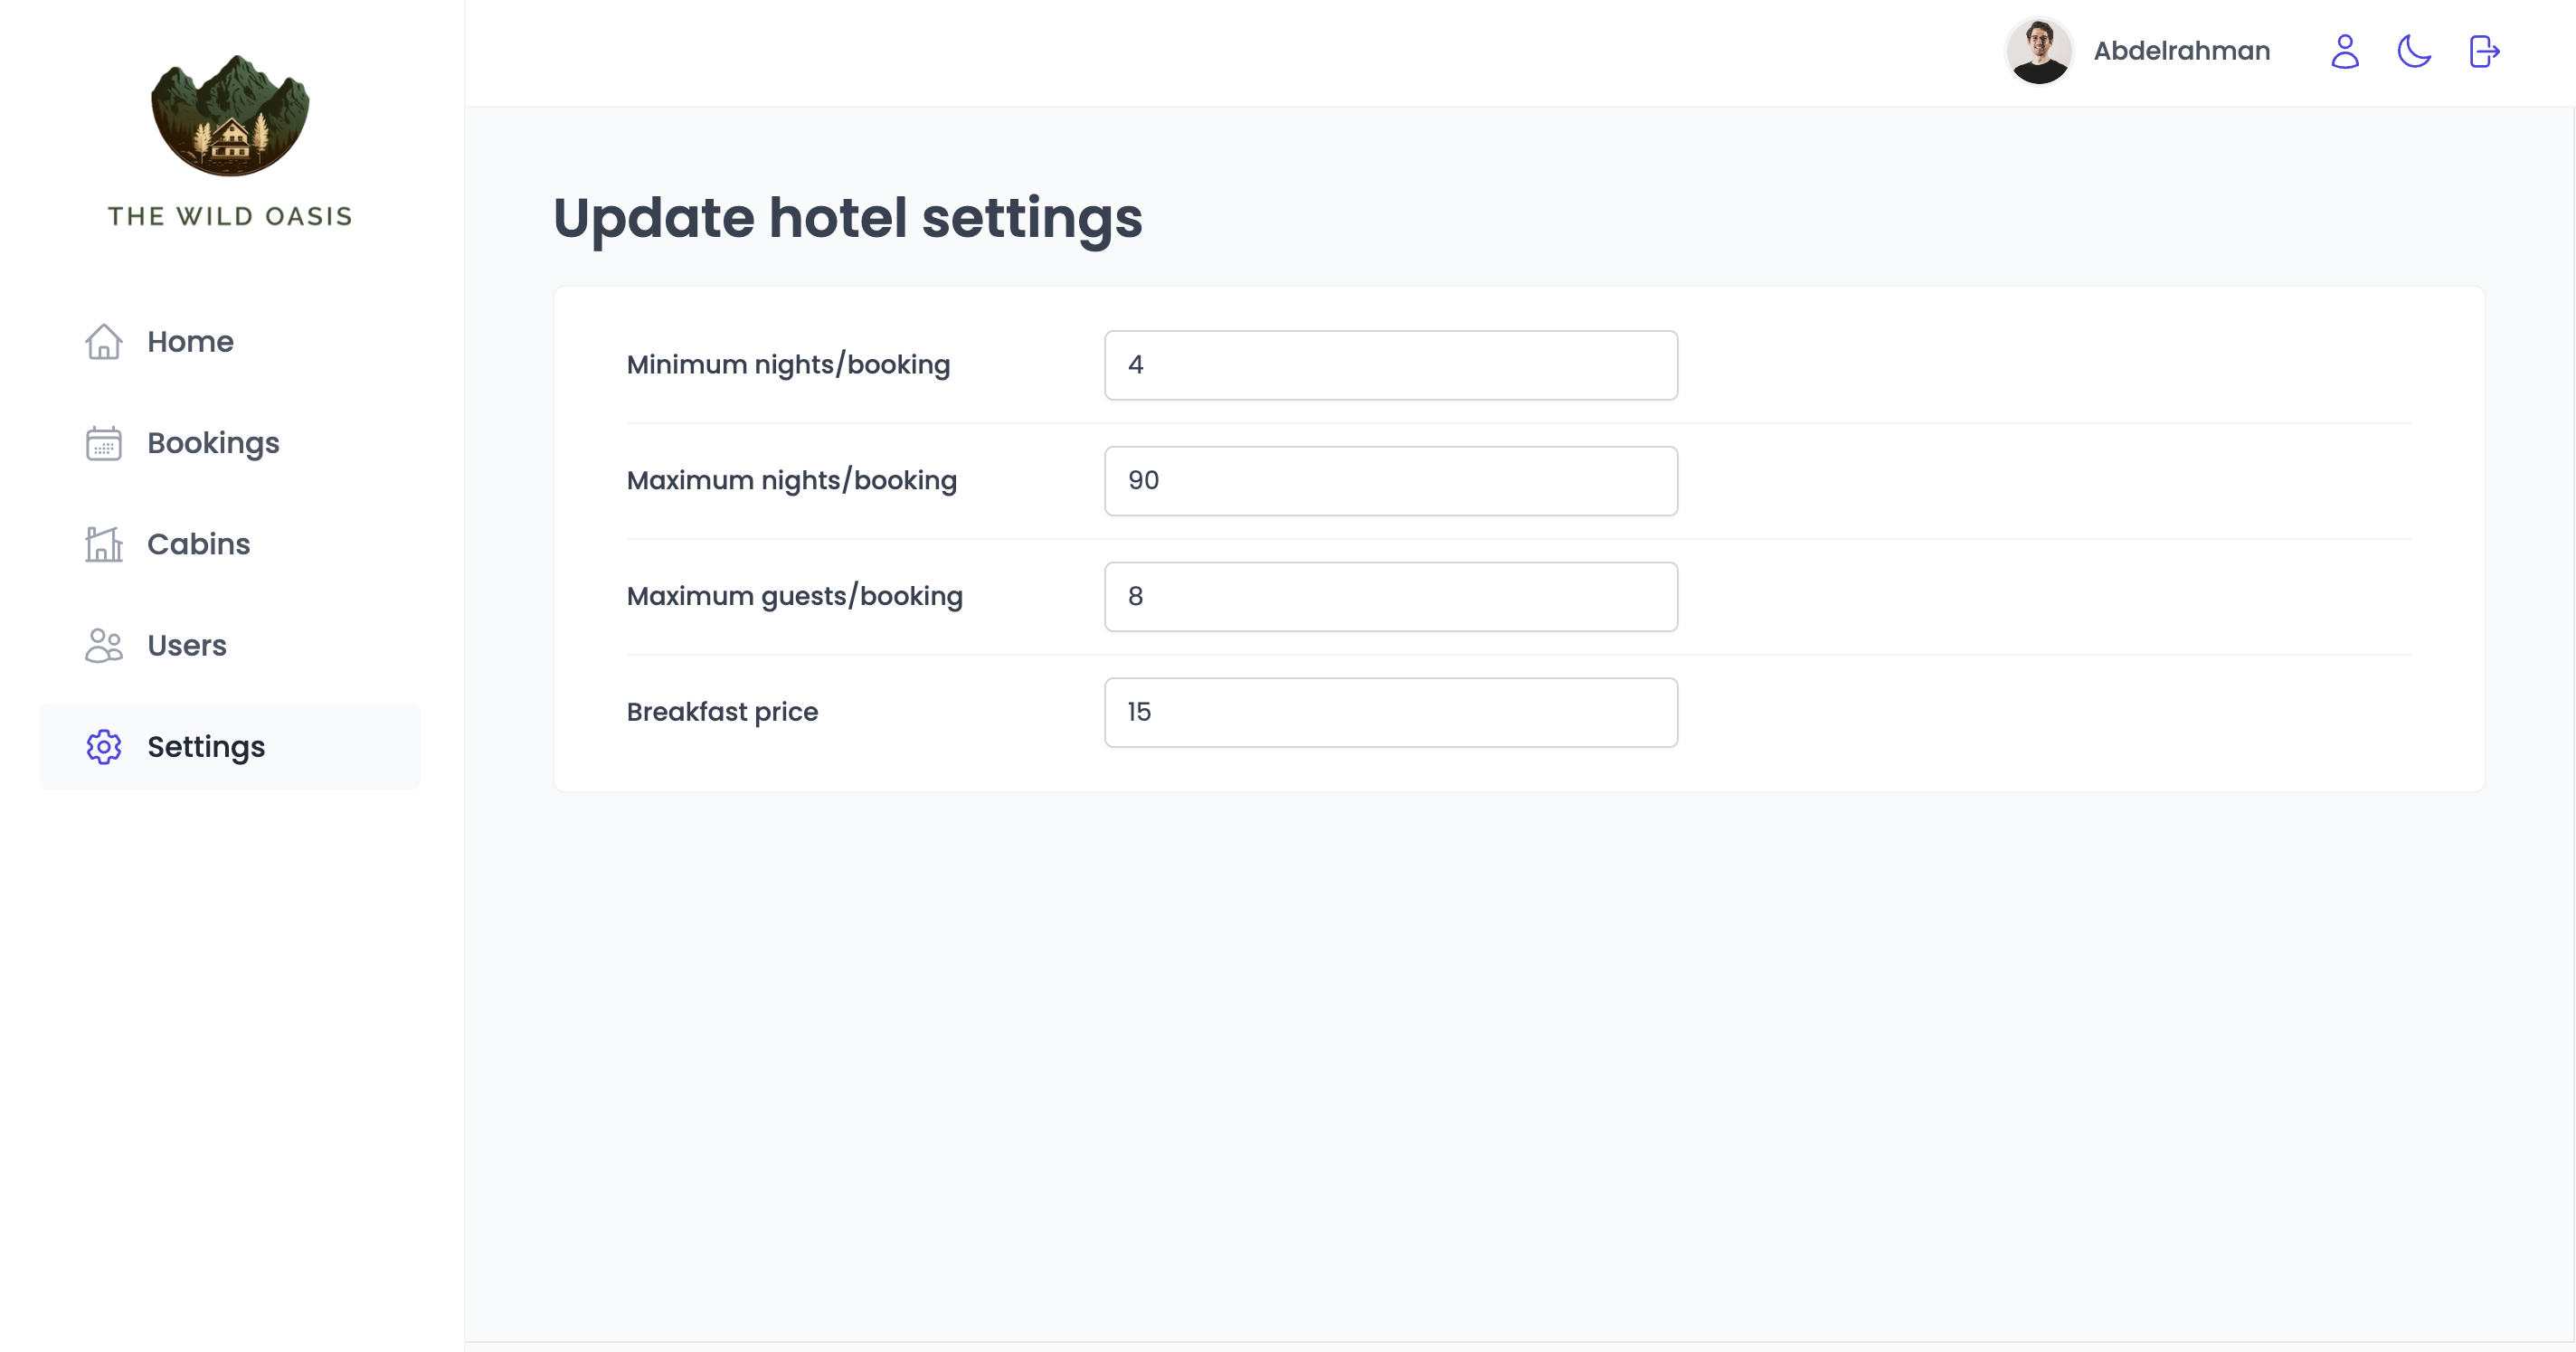 THE WILD OASIS
Home
Bookings
Cabins
Users
Settings
Abdelrahman
Update hotel settings
Minimum nights/booking
4
Maximum nights/booking
90
Maximum guests/booking
8
Breakfast price
15